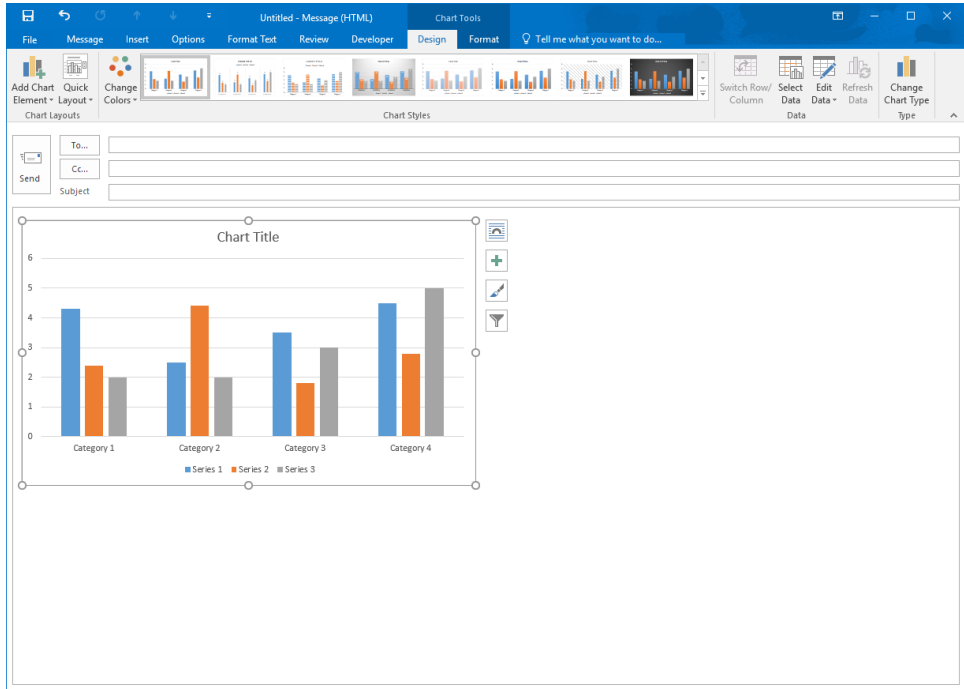 Untitled - Message (HTML)
Chart Tools
File Message Insert Options Format Text Review Developer Design Format Tell me what you want to do...
Add Chart Element
Quick Layout
Change Colors
Switch Row/ Column
Select Data
Edit Data
Refresh Data
Change Chart Type
Chart Layouts
Chart Styles
Data
Type
Send
To...
Cc...
Subject
Chart Title
6
5
4
3
2
1
0
Category 1 Category 2 Category 3 Category 4
Series 1 Series 2 Series 3